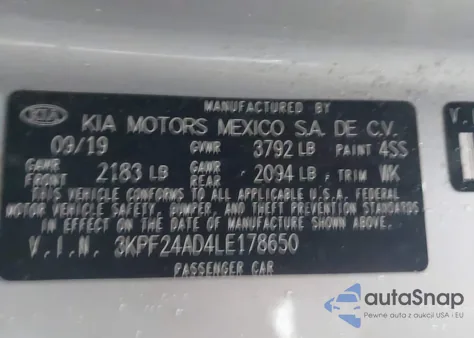 MANUFACTURED BY
KIA KIA MOTORS MEXICO S.A. DE C.V.
09/19 GVWR 3792 LB PAINT 4SS
GAWR FRONT 2183 LB GAWR REAR 2094 LB TRIM WK
THIS VEHICLE CONFORMS TO ALL APPLICABLE U.S.A. FEDERAL
MOTOR VEHICLE SAFETY, BUMPER, AND THEFT PREVENTION STANDARDS
IN EFFECT ON THE DATE OF MANUFACTURE SHOWN ABOVE.
V.I.N. 3KPF24AD4LE178650
PASSENGER CAR
V.
autaSnap
Pewne auta z aukcji USA i EU